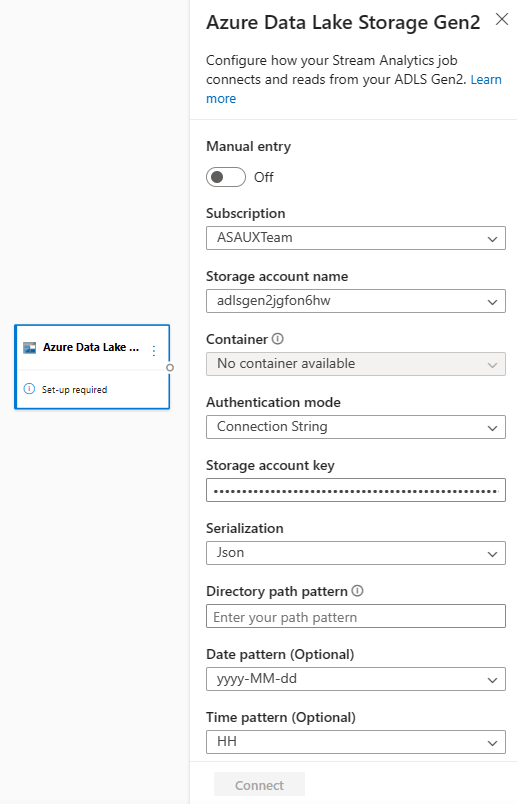 Azure Data Lake Storage Gen2
Configure how your Stream Analytics job
connects and reads from your ADLS Gen2. Learn
more
Manual entry
Off
Subscription
ASAUXTeam
Storage account name
adlsgen2jgfon6hw
Container
No container available
Authentication mode
Connection String
Storage account key
Serialization
Json
Directory path pattern
Enter your path pattern
Date pattern (Optional)
yyyy-MM-dd
Time pattern (Optional)
HH
Connect
Azure Data Lake ...
Set-up required